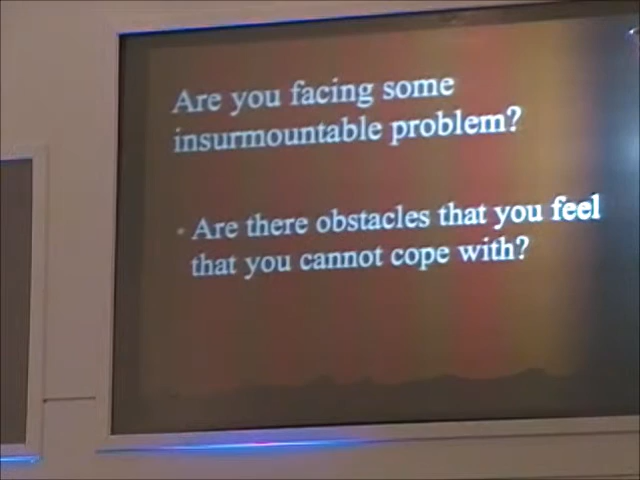 Are you facing some
insurmountable problem?
• Are there obstacles that you feel
that you cannot cope with?